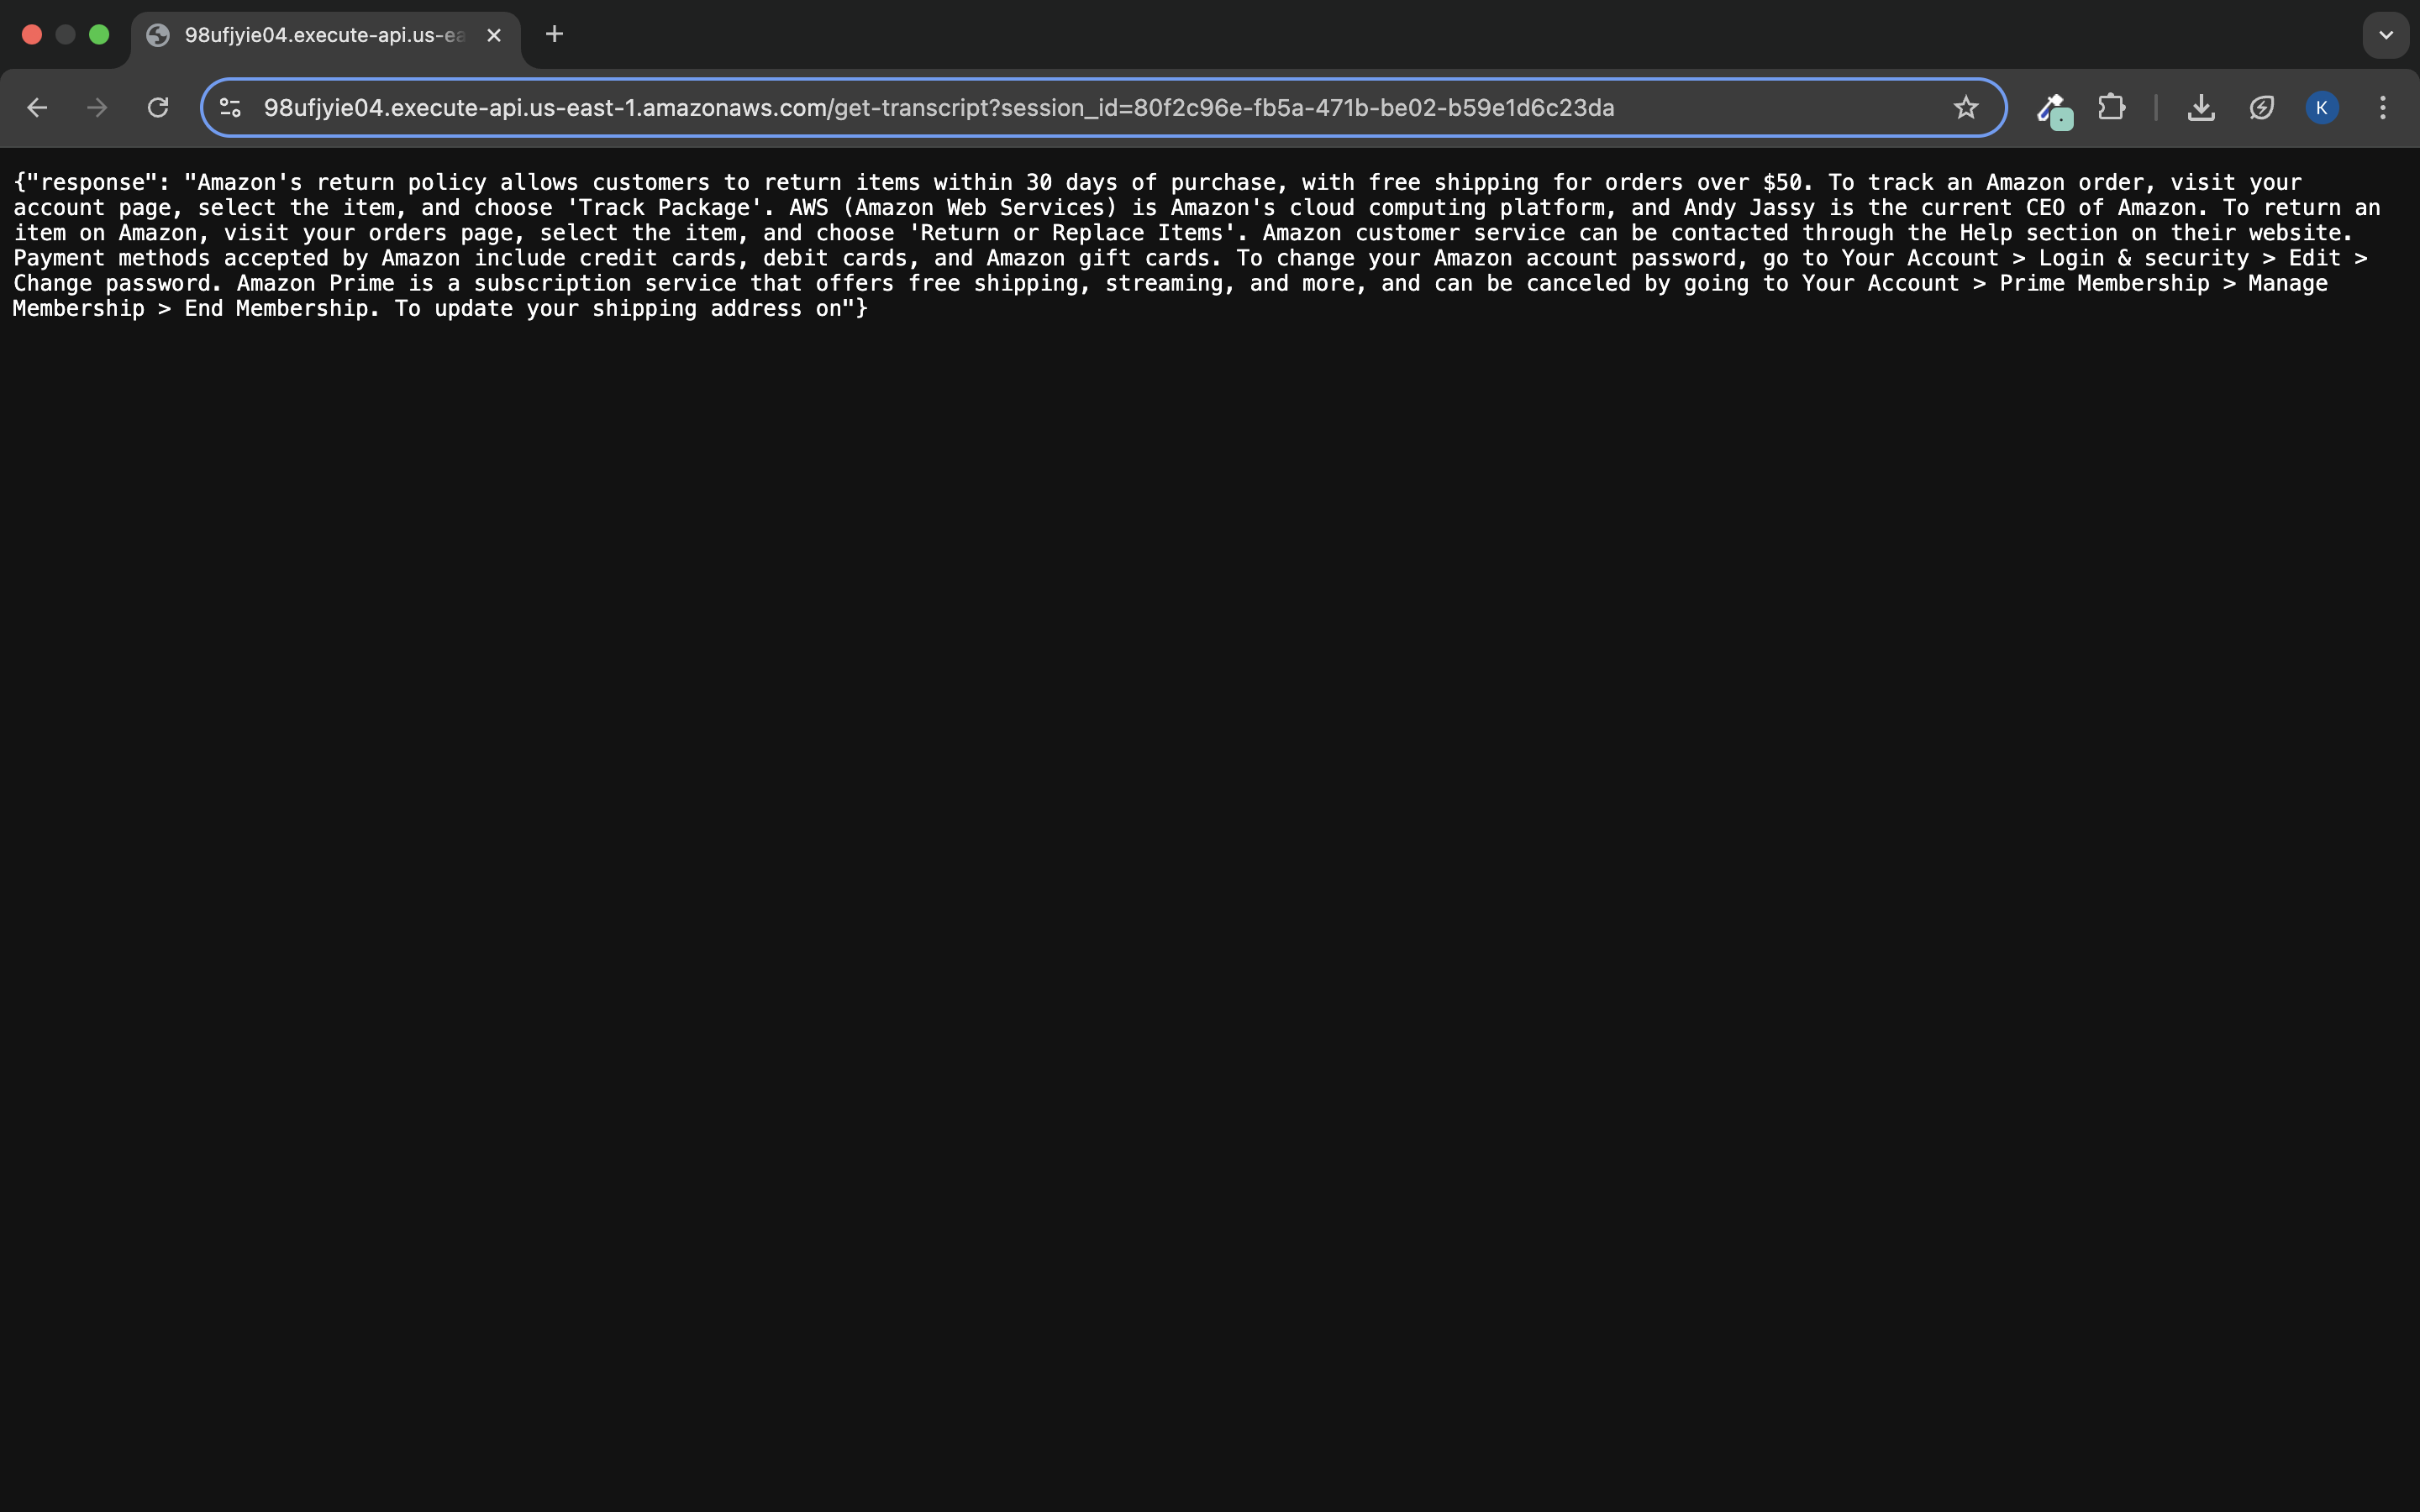 98ufjyie04.execute-api.us-ea
98ufjyie04.execute-api.us-east-1.amazonaws.com/get-transcript?session_id=80f2c96e-fb5a-471b-be02-b59e1d6c23da
K
{"response": "Amazon's return policy allows customers to return items within 30 days of purchase, with free shipping for orders over $50. To track an Amazon order, visit your
account page, select the item, and choose 'Track Package'. AWS (Amazon Web Services) is Amazon's cloud computing platform, and Andy Jassy is the current CEO of Amazon. To return an
item on Amazon, visit your orders page, select the item, and choose 'Return or Replace Items'. Amazon customer service can be contacted through the Help section on their website.
Payment methods accepted by Amazon include credit cards, debit cards, and Amazon gift cards. To change your Amazon account password, go to Your Account > Login & security > Edit >
Change password. Amazon Prime is a subscription service that offers free shipping, streaming, and more, and can be canceled by going to Your Account > Prime Membership > Manage
Membership > End Membership. To update your shipping address on"}